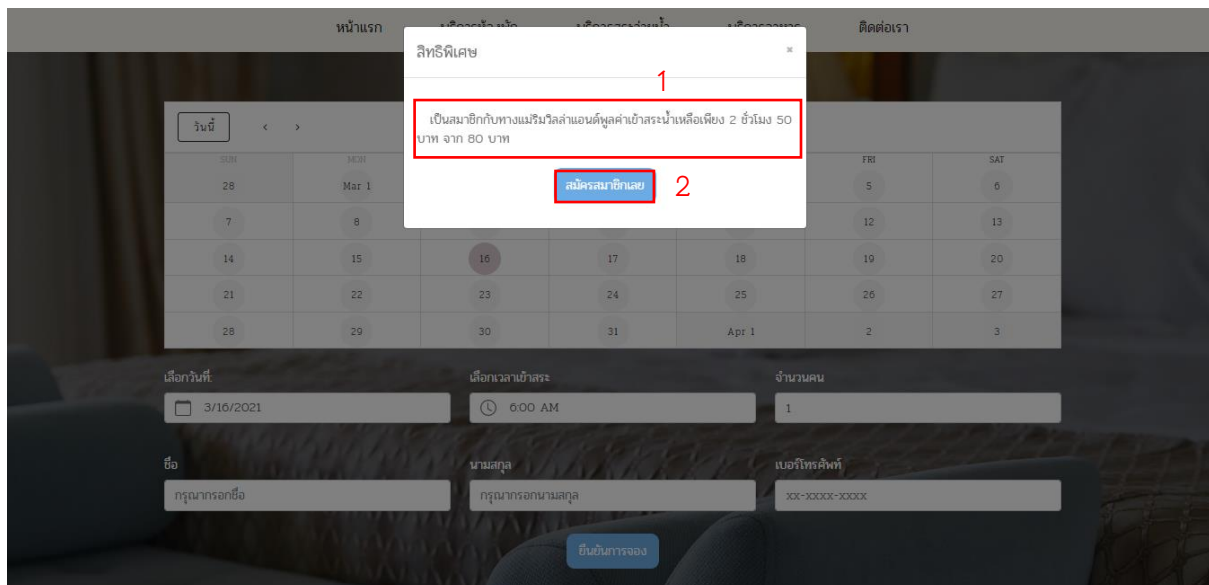 หน้าแรก ติดต่อเรา
สิทธิพิเศษ ×
1
เป็นสมาชิกกับทางแม่ริมวิลล่าแอนด์พูลค่าเข้าสระน้ำเหลือเพียง 2 ชั่วโมง 50
บาท จาก 80 บาท
สมัครสมาชิกเลย 2
วันนี้ < >
SUN MON FRI SAT
28 Mar 1 5 6
7 8 12 13
14 15 16 17 18 19 20
21 22 23 24 25 26 27
28 29 30 31 Apr 1 2 3
เลือกวันที่: เลือกเวลาเข้าสระ จำนวนคน
3/16/2021 6:00 AM 1
ชื่อ นามสกุล เบอร์โทรศัพท์
กรุณากรอกชื่อ กรุณากรอกนามสกุล xx-xxxx-xxxx
ยืนยันการจอง